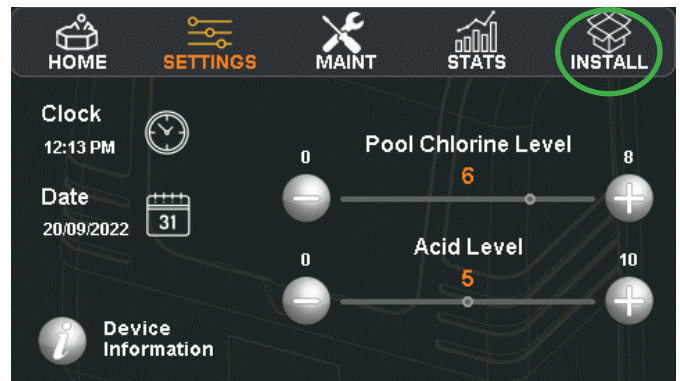 HOME
SETTINGS
MAINT
STATS
INSTALL
Clock
12:13 PM
Date
20/09/2022
31
Device
Information
Pool Chlorine Level
0
6
8
Acid Level
0
5
10